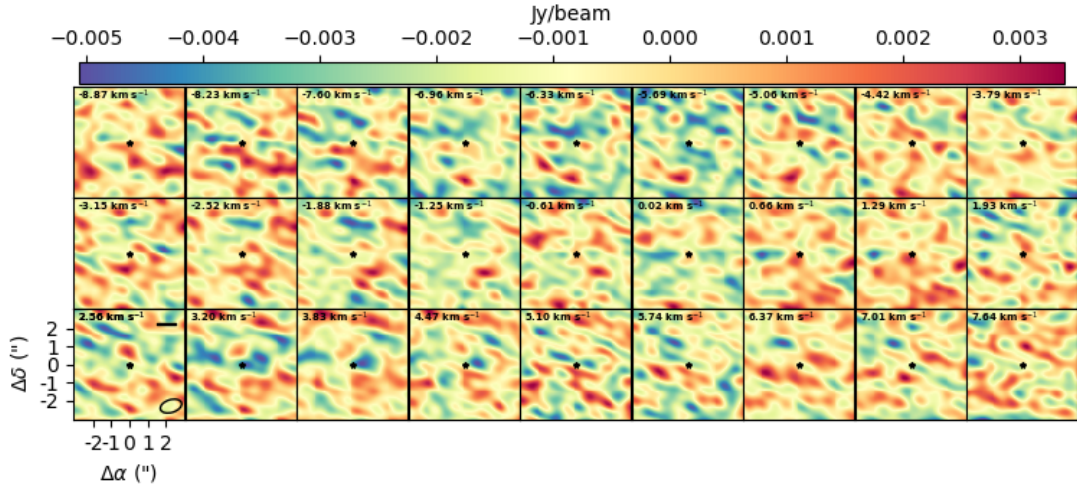 Jy/beam
−0.005 −0.004 −0.003 −0.002 −0.001 0.000 0.001 0.002 0.003
-8.87 km s⁻¹ -8.23 km s⁻¹ -7.60 km s⁻¹ -6.96 km s⁻¹ -6.33 km s⁻¹ -5.69 km s⁻¹ -5.06 km s⁻¹ -4.42 km s⁻¹ -3.79 km s⁻¹
-3.15 km s⁻¹ -2.52 km s⁻¹ -1.88 km s⁻¹ -1.25 km s⁻¹ -0.61 km s⁻¹ 0.02 km s⁻¹ 0.66 km s⁻¹ 1.29 km s⁻¹ 1.93 km s⁻¹
2.56 km s⁻¹ 3.20 km s⁻¹ 3.83 km s⁻¹ 4.47 km s⁻¹ 5.10 km s⁻¹ 5.74 km s⁻¹ 6.37 km s⁻¹ 7.01 km s⁻¹ 7.64 km s⁻¹
2
1
0
-1
-2
Δδ (")
-2 -1 0 1 2
Δα (")